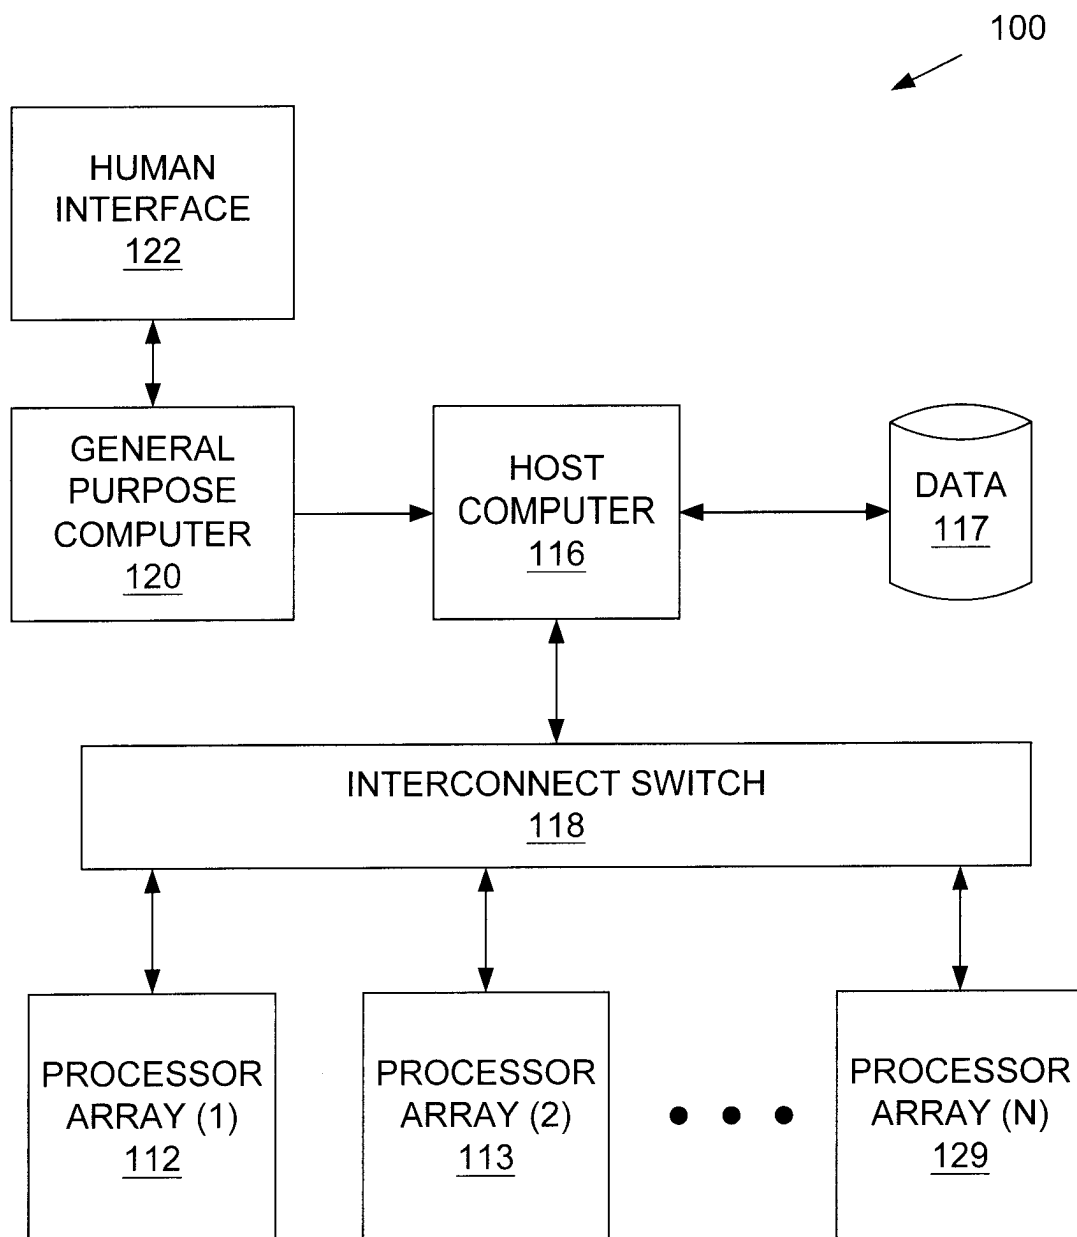 100
HUMAN
INTERFACE
122
GENERAL
PURPOSE
COMPUTER
120
HOST
COMPUTER
116
DATA
117
INTERCONNECT SWITCH
118
PROCESSOR
ARRAY (1)
112
PROCESSOR
ARRAY (2)
113
PROCESSOR
ARRAY (N)
129